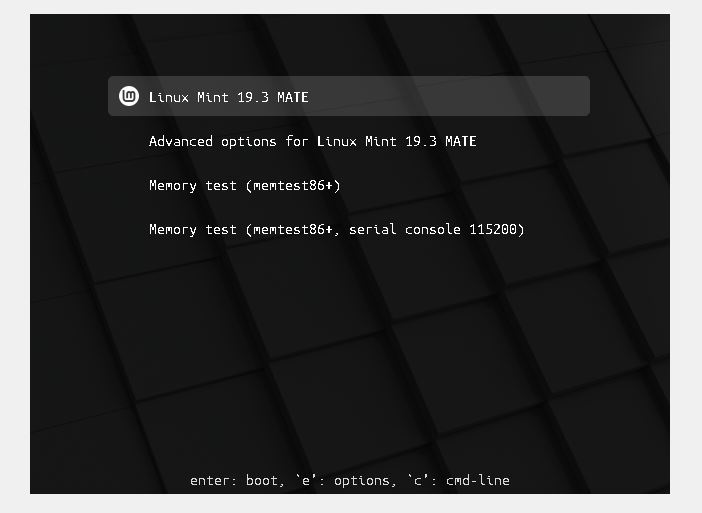 Linux Mint 19.3 MATE
Advanced options for Linux Mint 19.3 MATE
Memory test (memtest86+)
Memory test (memtest86+, serial console 115200)
enter: boot, `e': options, `c': cmd-line